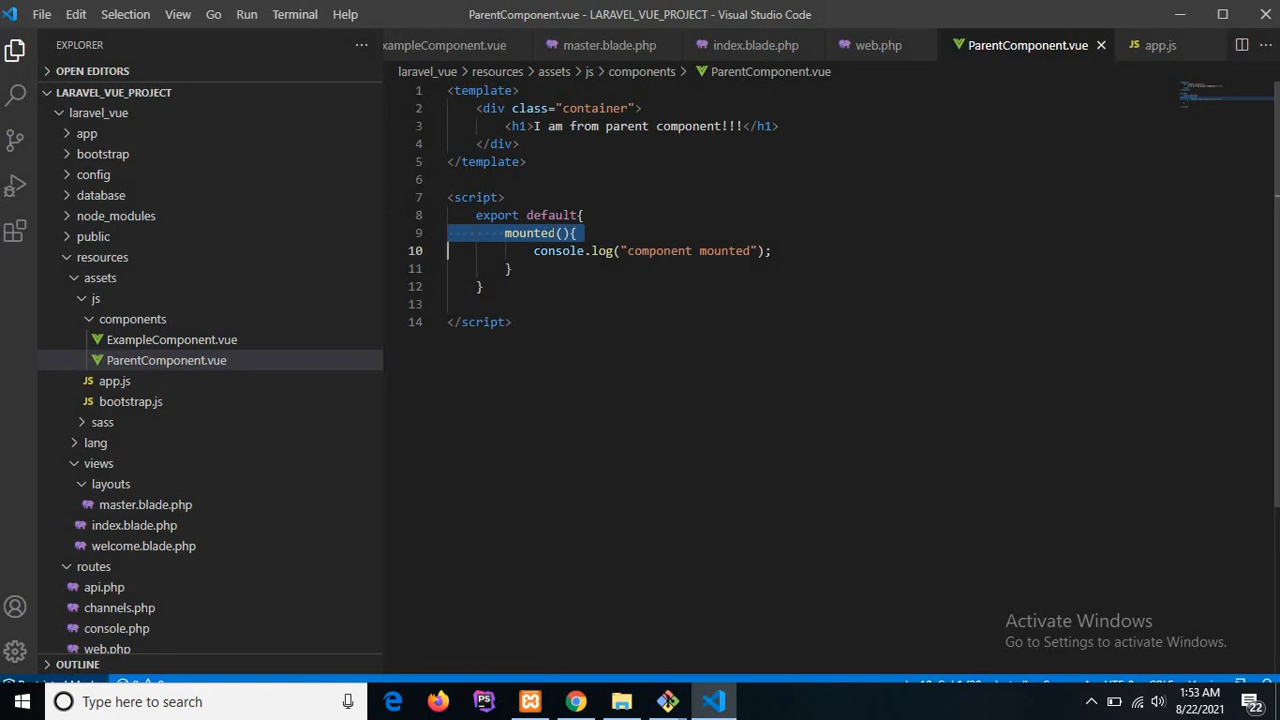 File Edit Selection View Go Run Terminal Help
ParentComponent.vue - LARAVEL_VUE_PROJECT - Visual Studio Code
EXPLORER
xampleComponent.vue
master.blade.php
index.blade.php
web.php
ParentComponent.vue
app.js
OPEN EDITORS
LARAVEL_VUE_PROJECT
laravel_vue
app
bootstrap
config
database
node_modules
public
resources
assets
js
components
ExampleComponent.vue
ParentComponent.vue
app.js
bootstrap.js
sass
lang
views
layouts
master.blade.php
index.blade.php
welcome.blade.php
routes
api.php
channels.php
console.php
web.php
OUTLINE
laravel_vue > resources > assets > js > components > ParentComponent.vue
1 <template>
2 <div class="container">
3 <h1>I am from parent component!!!</h1>
4 </div>
5 </template>
6
7 <script>
8 export default{
9 mounted(){
10 console.log("component mounted");
11 }
12 }
13
14 </script>
Activate Windows
Go to Settings to activate Windows.
Type here to search
PS
1:53 AM
8/22/2021
22